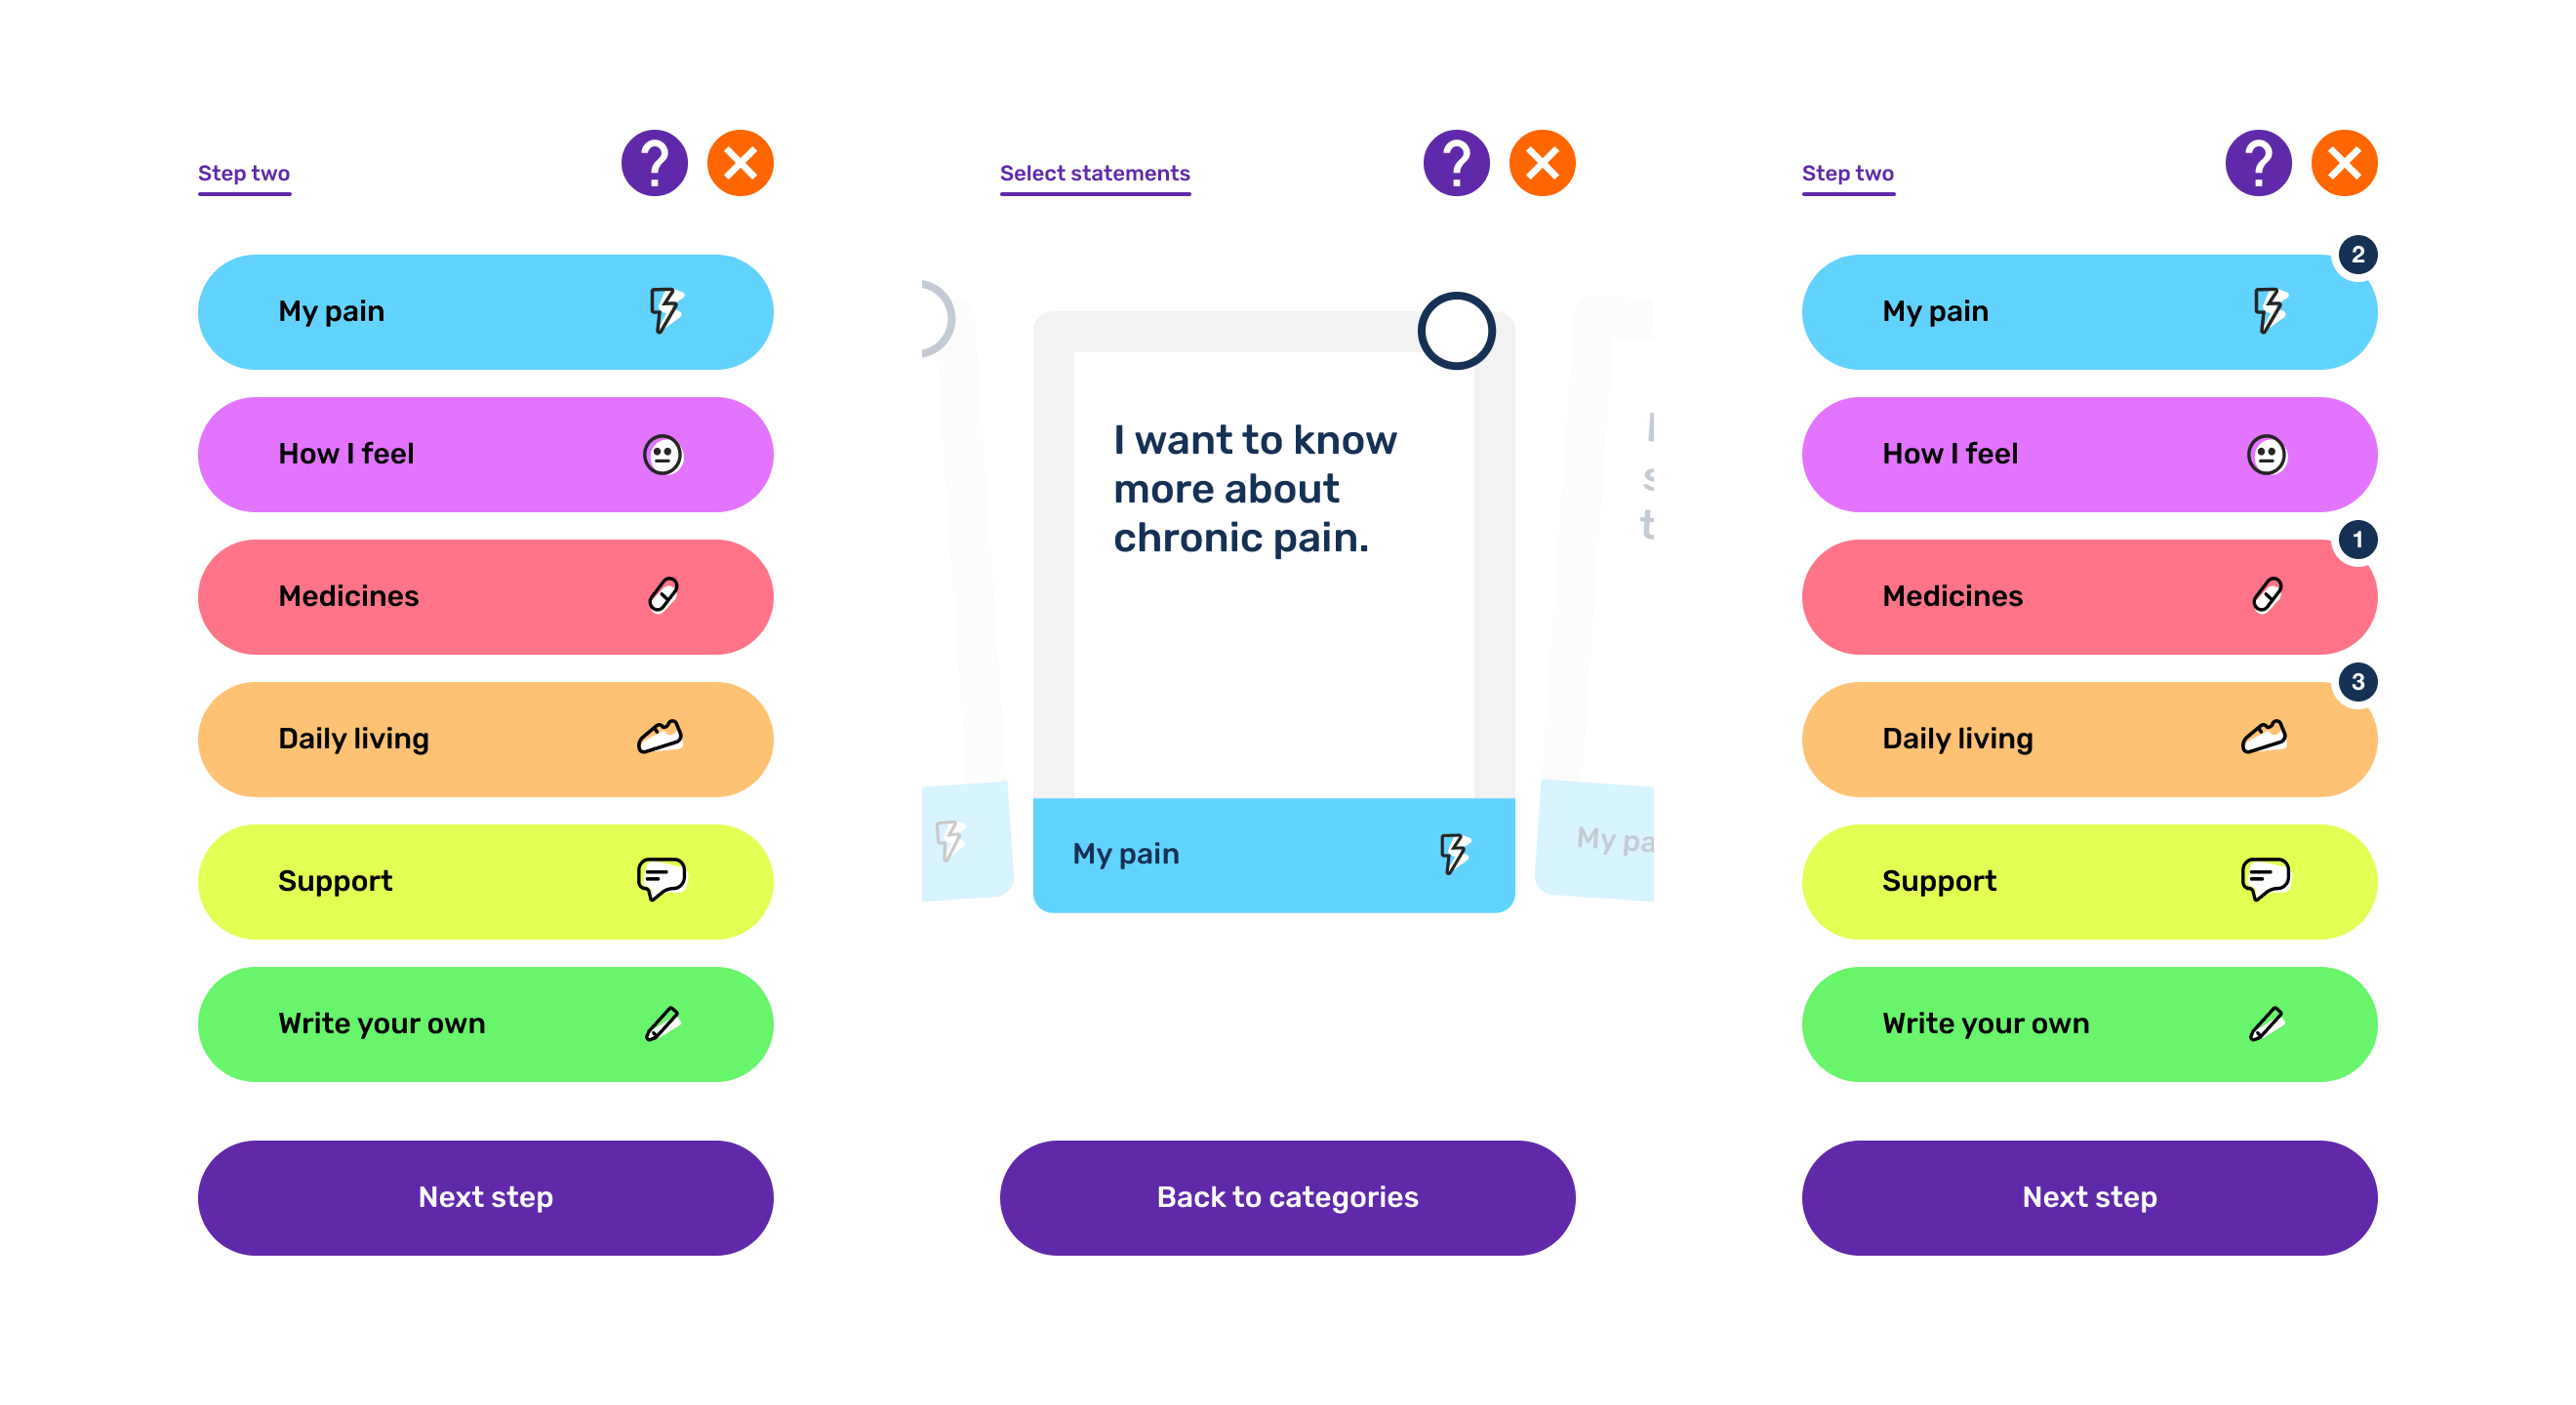 Step two
?
My pain
How I feel
Medicines
Daily living
Support
Write your own
Next step
Select statements
?
I want to know
more about
chronic pain.
My pain
My pa
Back to categories
Step two
?
2
My pain
How I feel
1
Medicines
3
Daily living
Support
Write your own
Next step